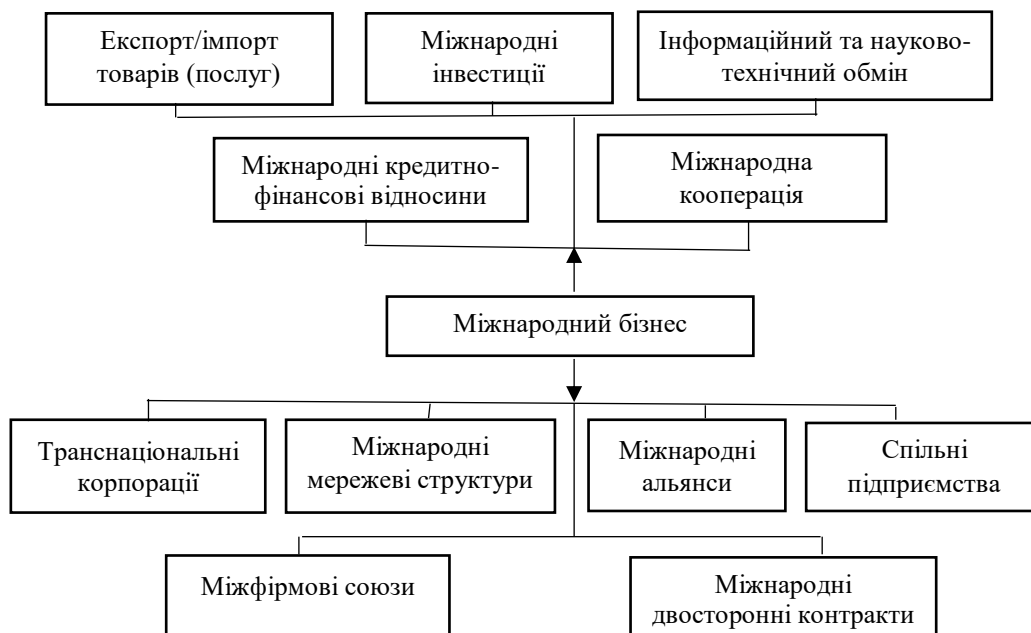 Експорт/імпорт
товарів (послуг)
Міжнародні
інвестиції
Інформаційний та науково-
технічний обмін
Міжнародні кредитно-
фінансові відносини
Міжнародна
кооперація
Міжнародний бізнес
Транснаціональні
корпорації
Міжнародні
мережеві структури
Міжнародні
альянси
Спільні
підприємства
Міжфірмові союзи
Міжнародні
двосторонні контракти